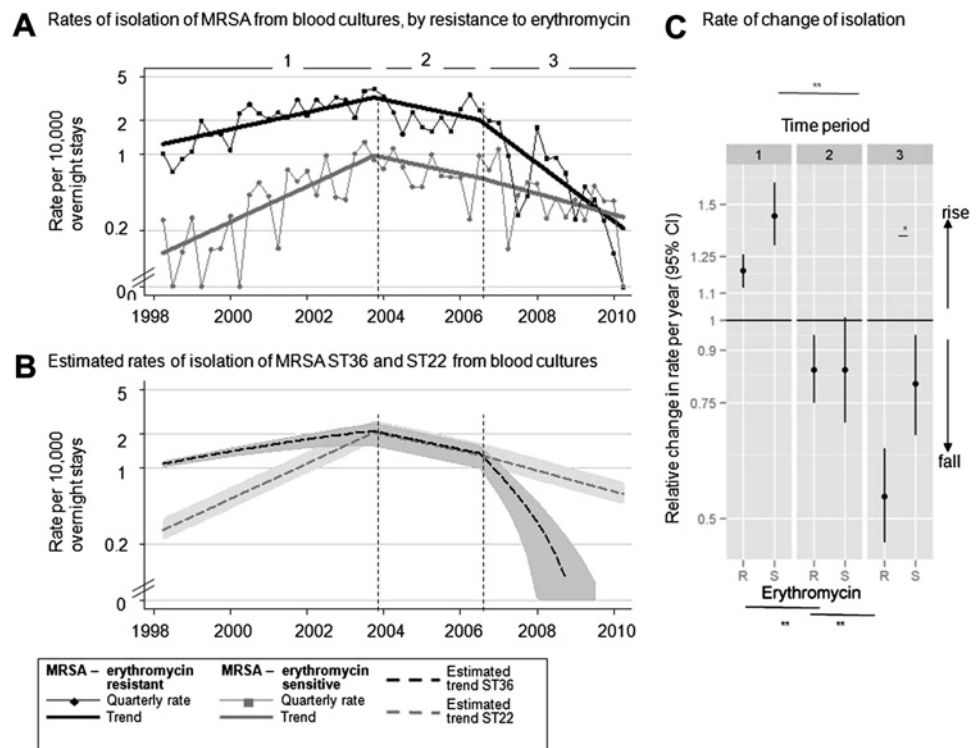 A Rates of isolation of MRSA from blood cultures, by resistance to erythromycin
1 2 3
Rate per 10,000
overnight stays
5
2
1
0.2
0
0
1998 2000 2002 2004 2006 2008 2010
B Estimated rates of isolation of MRSA ST36 and ST22 from blood cultures
Rate per 10,000
overnight stays
5
2
1
0.2
0
1998 2000 2002 2004 2006 2008 2010
MRSA – erythromycin
resistant
Quarterly rate
Trend
MRSA – erythromycin
sensitive
Quarterly rate
Trend
Estimated
trend ST36
Estimated
trend ST22
C Rate of change of isolation
**
Time period
1 2 3
Relative change in rate per year (95% CI)
1.5
1.25
1.1
1
0.9
0.75
0.5
*
rise
fall
R S R S R S
Erythromycin
** **